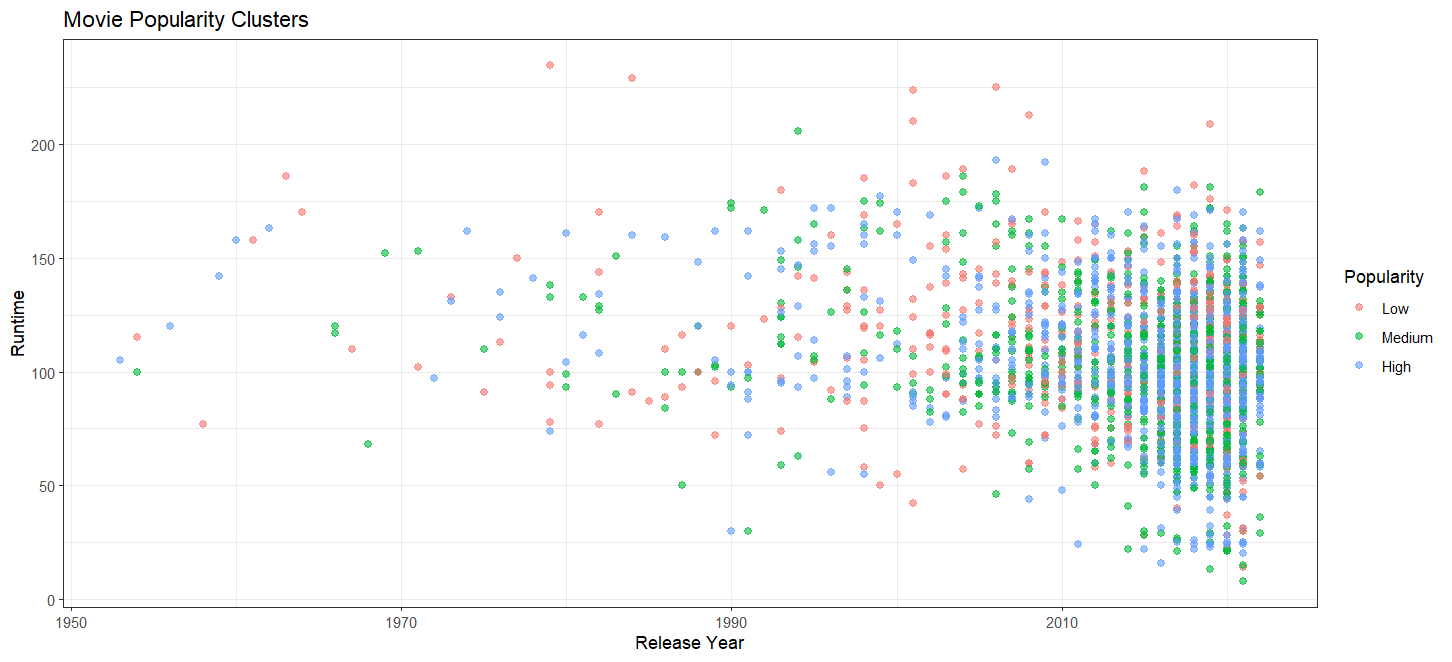 Movie Popularity Clusters
Runtime
200
150
100
50
0
1950
1970
1990
2010
Release Year
Popularity
Low
Medium
High